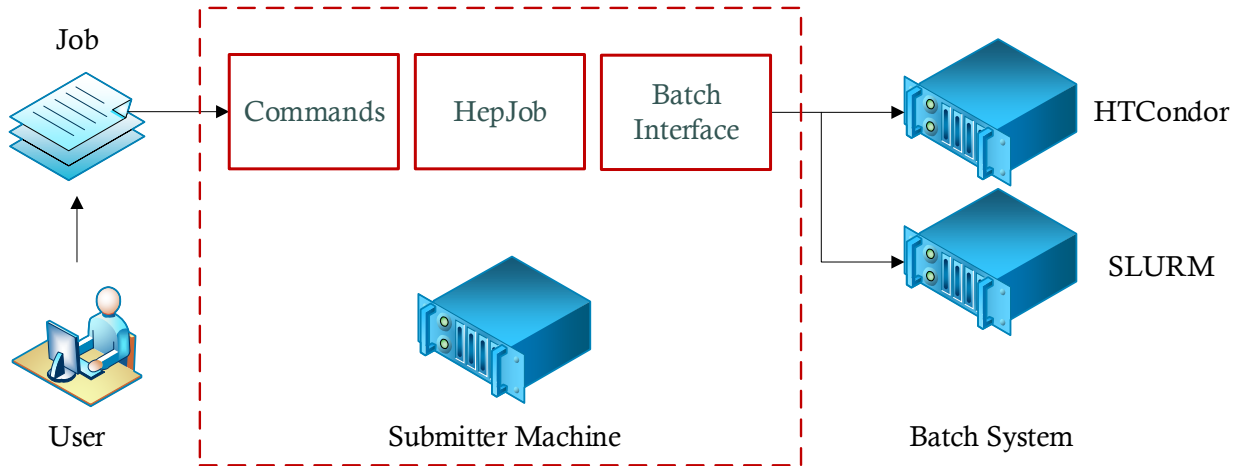 Job
Commands
HepJob
Batch
Interface
HTCondor
SLURM
User
Submitter Machine
Batch System